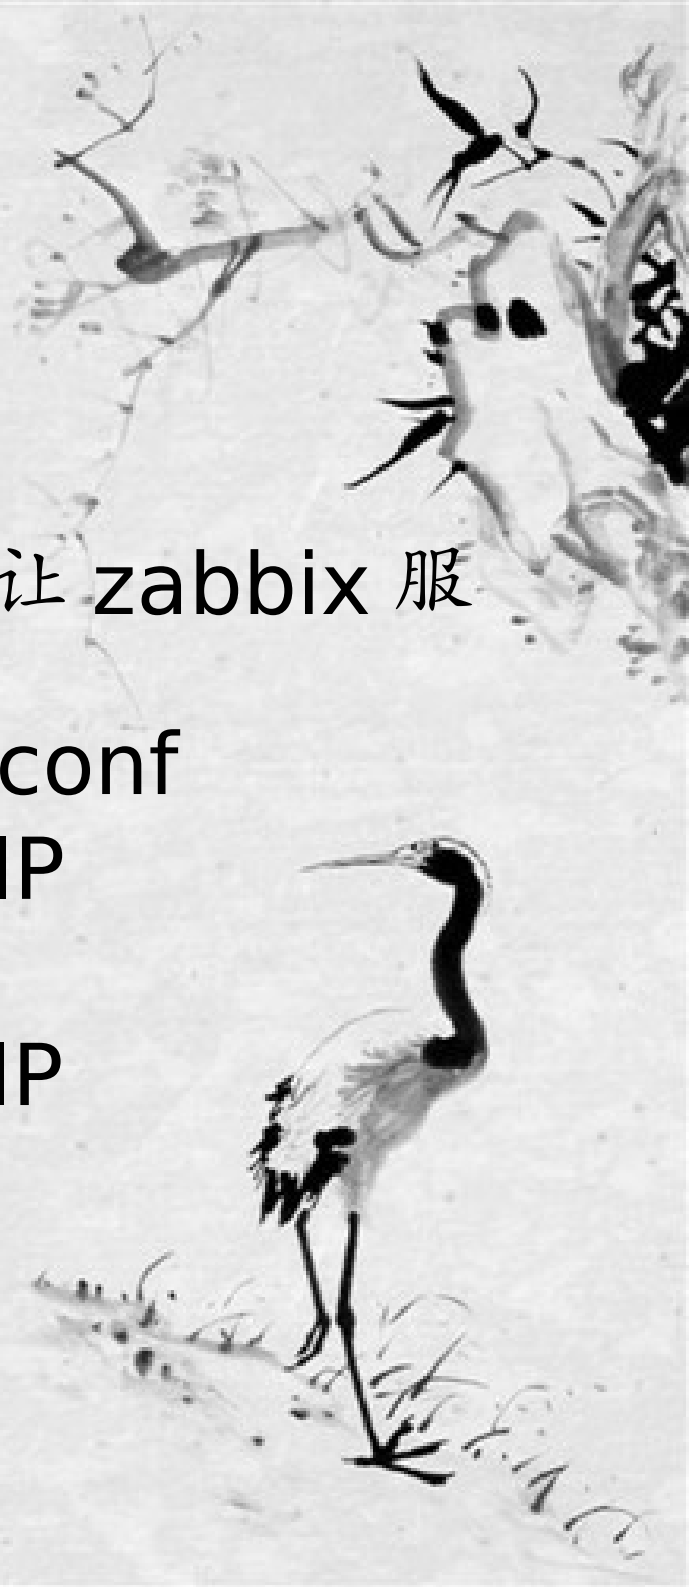 让 zabbix 服
conf
IP
IP